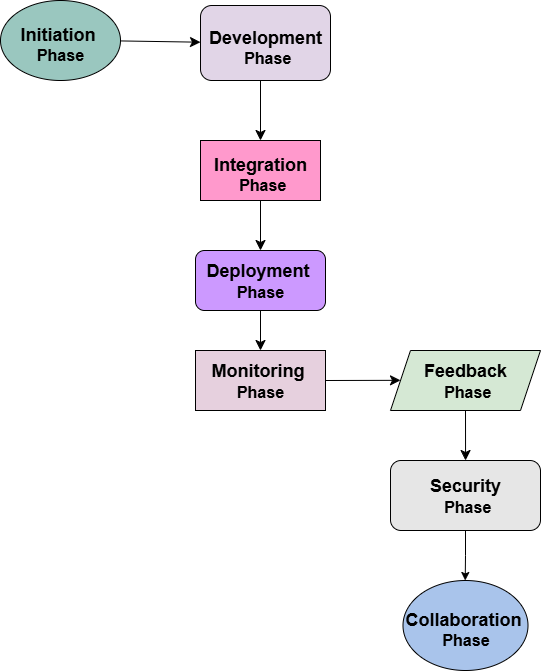 Initiation
Phase
Development
Phase
Integration
Phase
Deployment
Phase
Monitoring
Phase
Feedback
Phase
Security
Phase
Collaboration
Phase